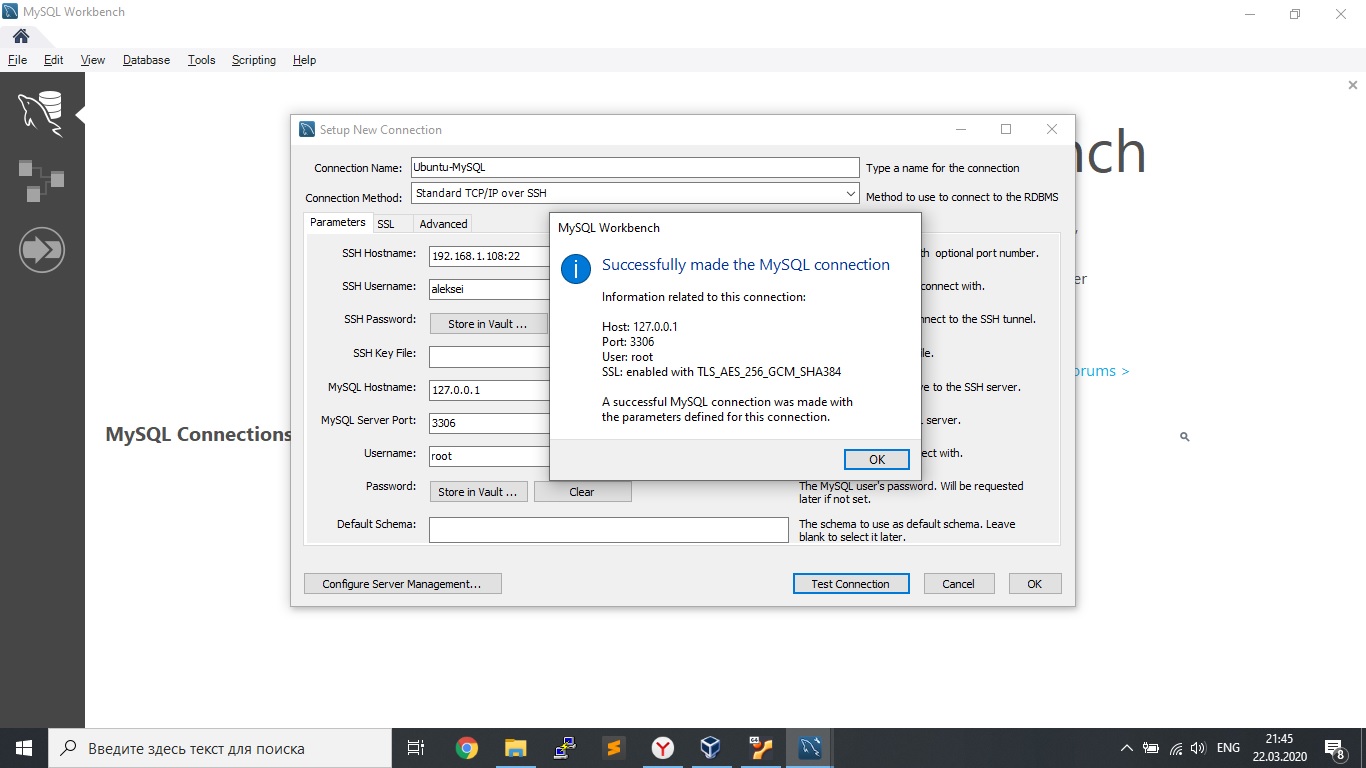 MySQL Workbench
File Edit View Database Tools Scripting Help
nch
Setup New Connection
Connection Name: Ubuntu-MySQL Type a name for the connection
Connection Method: Standard TCP/IP over SSH Method to use to connect to the RDBMS
Parameters SSL Advanced
SSH Hostname: 192.168.1.108:22 optional port number.
SSH Username: aleksei connect with.
SSH Password: Store in Vault ... to the SSH tunnel.
SSH Key File:
MySQL Hostname: 127.0.0.1 to the SSH server.
MySQL Server Port: 3306 server.
Username: root with.
Password: Store in Vault ... Clear The MySQL user's password. Will be requested
later if not set.
Default Schema: The schema to use as default schema. Leave
blank to select it later.
Configure Server Management... Test Connection Cancel OK
MySQL Workbench
i
Successfully made the MySQL connection
Information related to this connection:
Host: 127.0.0.1
Port: 3306
User: root
SSL: enabled with TLS_AES_256_GCM_SHA384
A successful MySQL connection was made with
the parameters defined for this connection.
OK
er
orums >
MySQL Connections
Введите здесь текст для поиска
64
ENG
21:45
22.03.2020
8